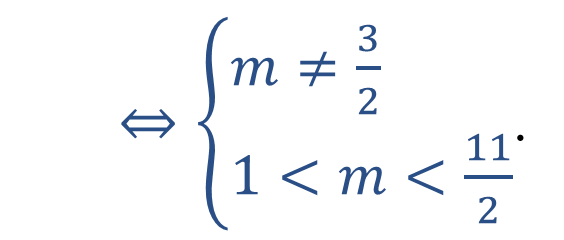 ⇔ { m ≠ 3/2
1 < m < 11/2 .